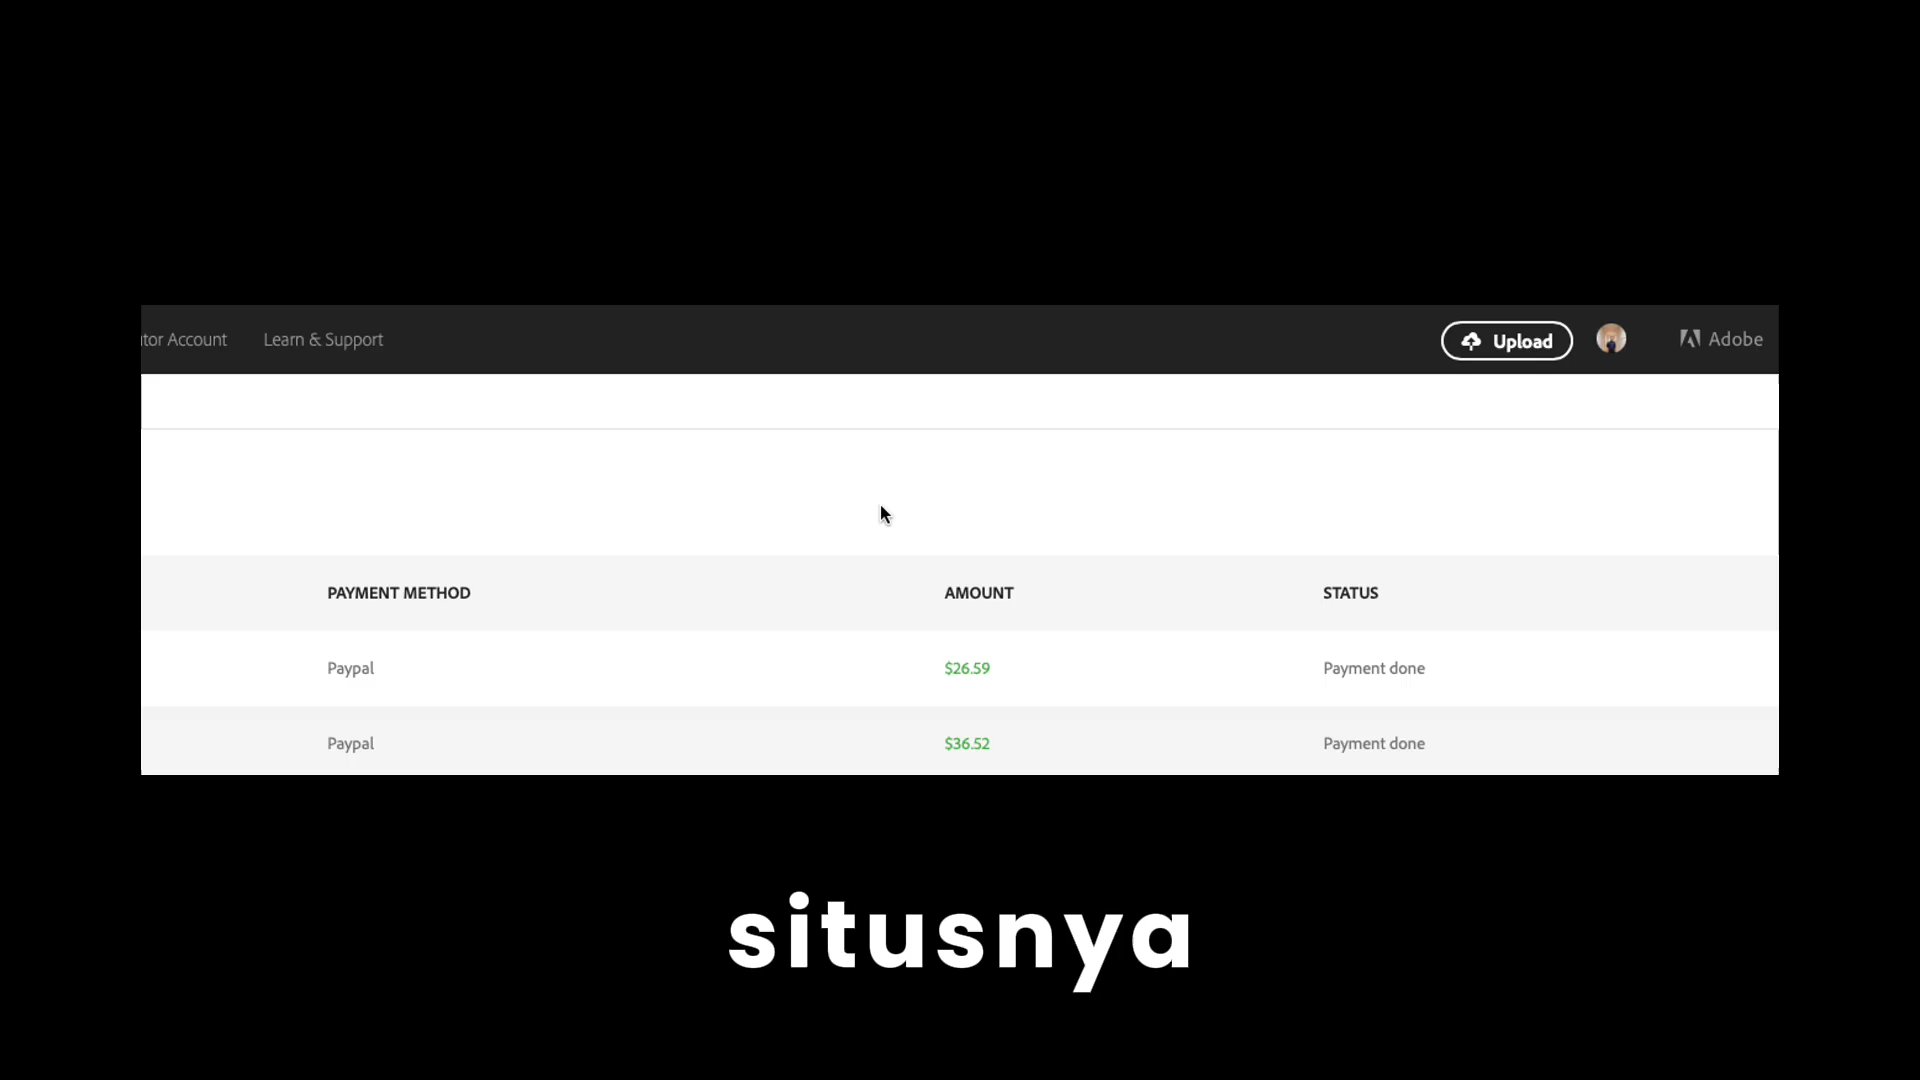 tor Account Learn & Support Upload Adobe
PAYMENT METHOD AMOUNT STATUS
Paypal $26.59 Payment done
Paypal $36.52 Payment done
situsnya